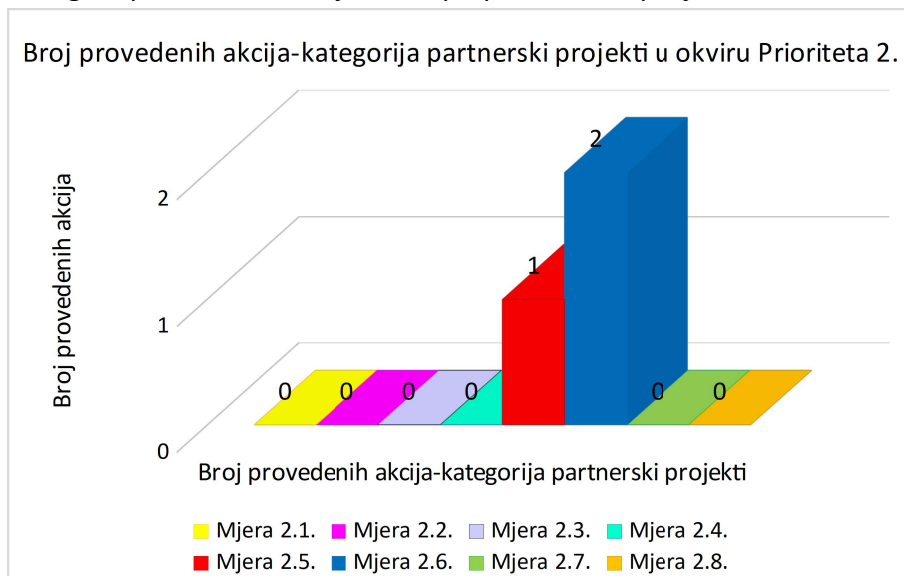 Broj provedenih akcija-kategorija partnerski projekti u okviru Prioriteta 2.
Broj provedenih akcija
2
1
0
0 0 0 0 1 2 0 0
Broj provedenih akcija-kategorija partnerski projekti
Mjera 2.1. Mjera 2.2. Mjera 2.3. Mjera 2.4.
Mjera 2.5. Mjera 2.6. Mjera 2.7. Mjera 2.8.